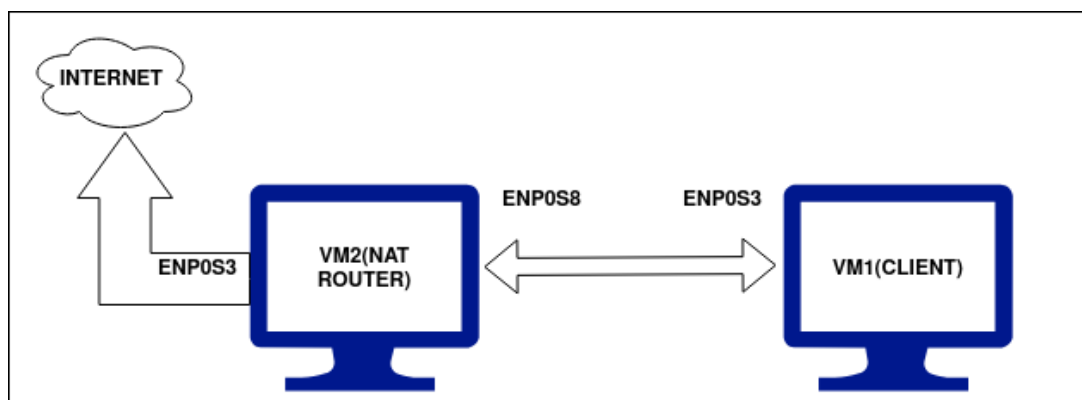 INTERNET
ENP0S8
ENP0S3
VM2(NAT
ROUTER)
ENP0S3
VM1(CLIENT)